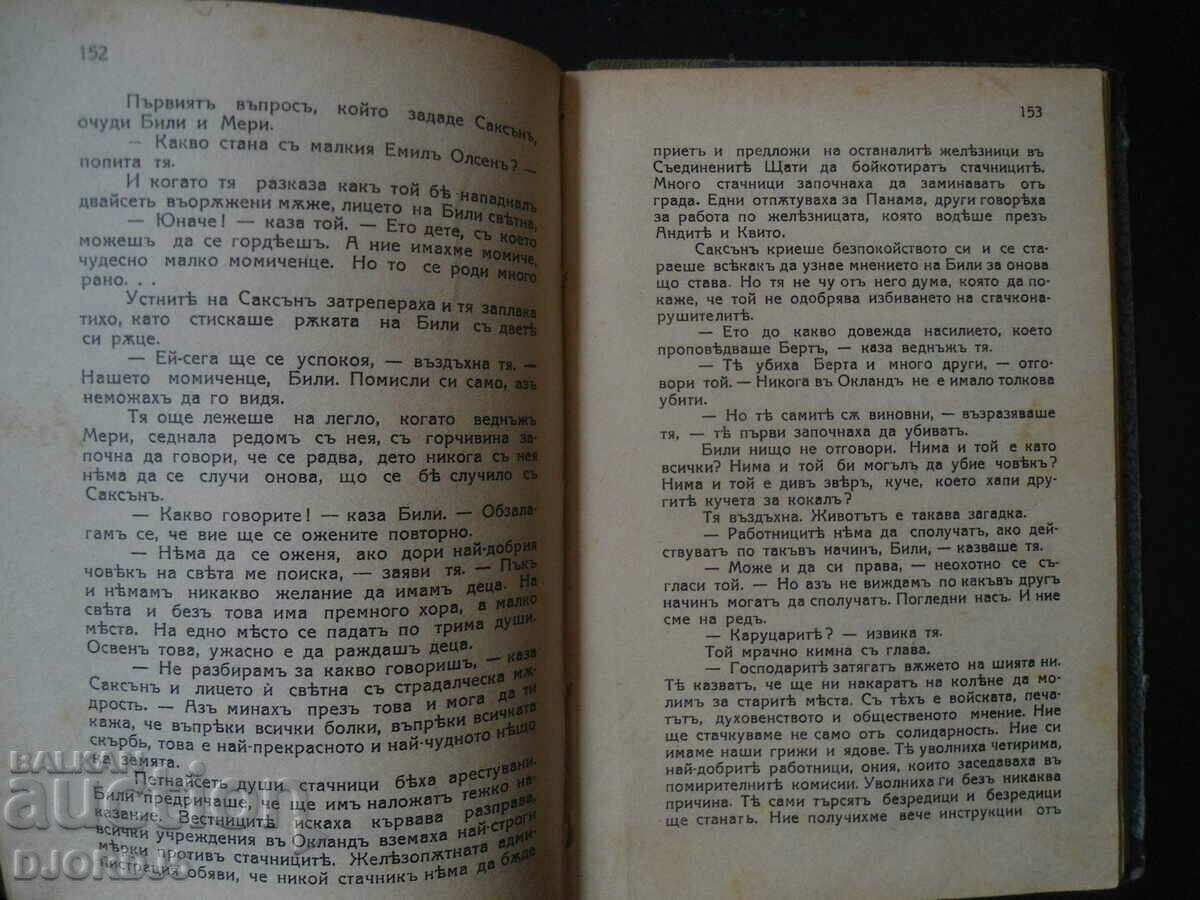 152
Първиятъ въпросъ, който зададе Саксънъ,
очуди Били и Мери.
— Какво стана съ малкия Емилъ Олсенъ? —
попита тя.
И когато тя разказа какъ той бѣ нападналъ
двайсеть въорѫжени мѫже, лицето на Били свѣтна,
— Юначе! — каза той. — Ето дете, съ което
можешъ да се гордѣешъ. А ние имахме момиче,
чудесно малко момиченце. Но то се роди много
рано. . .
Устнитѣ на Саксънъ затрепераха и тя заплака
тихо, като стискаше рѫката на Били съ дветѣ
си рѫце.
— Ей-сега ще се успокоя, — въздъхна тя. —
Нашето момиченце, Били. Помисли си само, азъ
неможахъ да го видя.
Тя още лежеше на легло, когато веднъжъ
Мери, седнала редомъ съ нея, съ горчивина за-
почна да говори, че се радва, дето никога съ нея
нѣма да се случи онова, що се бѣ случило съ
Саксънъ.
— Какво говорите! — каза Били. — Обзала-
гамъ се, че вие ще се ожените повторно.
— Нѣма да се оженя, ако дори най-добрия
човѣкъ на свѣта ме поиска, — заяви тя. — Пъкъ
и нѣмамъ никакво желание да имамъ деца. На
свѣта и безъ това има премного хора, а малко
мѣста. На едно мѣсто се падатъ по трима души.
Освенъ това, ужасно е да раждашъ деца.
— Не разбирамъ за какво говоришъ, — каза
Саксънъ и лицето ѝ свѣтна съ страдалческа мѫ-
дрость. — Азъ минахъ презъ това и мога да ти
кажа, че въпрѣки всички болки, въпрѣки всичката
скърбь, това е най-прекрасното и най-чудното нѣщо
на земята.
Петнайсеть души стачници бѣха арестувани.
Били предричаше, че ще имъ наложатъ тежко на-
казание. Вестницитѣ искаха кървава разправа,
всички учреждения въ Окландъ вземаха най-строги
мѣрки противъ стачницитѣ. Желѣзопѫтната адми-
нистрация обяви, че никой стачникъ нѣма да бѫде
153
приетъ и предложи на останалитѣ желѣзници въ
Съединенитѣ Щати да бойкотиратъ стачницитѣ.
Много стачници започнаха да заминаватъ отъ
града. Едни отпѫтуваха за Панама, други говорѣха
за работа по желѣзницата, която водѣше презъ
Андитѣ и Квито.
Саксънъ криеше безпокойството си и се ста-
раеше всѣкакъ да узнае мнението на Били за онова
що става. Но тя не чу отъ него дума, която да по-
каже, че той не одобрява избиването на стачкона-
рушителитѣ.
— Ето до какво довежда насилието, което
проповѣдваше Бертъ, — каза веднъжъ тя.
— Тѣ убиха Берта и много други, — отго-
вори той. — Никога въ Окландъ не е имало толкова
убити.
— Но тѣ самитѣ сѫ виновни, — възразяваше
тя, — тѣ първи започнаха да убиватъ.
Били нищо не отговори. Нима и той е като
всички? Нима и той би могълъ да убие човѣкъ?
Нима и той е дивъ звѣръ, куче, което хапи дру-
гитѣ кучета за кокалъ?
Тя въздъхна. Животътъ е такава загадка.
— Работницитѣ нѣма да сполучатъ, ако дей-
ствуватъ по такъвъ начинъ, Били, — казваше тя.
— Може и да си права, — неохотно се съ-
гласи той. — Но азъ не виждамъ по какъвъ другъ
начинъ могатъ да сполучатъ. Погледни насъ. И ние
сме на редъ.
— Каруцаритѣ? — извика тя.
Той мрачно кимна съ глава.
— Господаритѣ затягатъ вѫжето на шията ни.
Тѣ казватъ, че ще ни накаратъ на колѣне да мо-
лимъ за старитѣ мѣста. Съ тѣхъ е войската, печа-
тътъ, духовенството и общественото мнение. Ние
ще стачкуваме не само отъ солидарность. Ние си
имаме наши грижи и ядове. Тѣ уволниха четирима,
най-добритѣ работници, ония, които заседаваха въ
помирителнитѣ комисии. Уволниха ги безъ никаква
причина. Тѣ сами търсятъ безредици и безредици
ще станатъ. Ние получихме вече инструкции отъ
БАЛКАН
auction